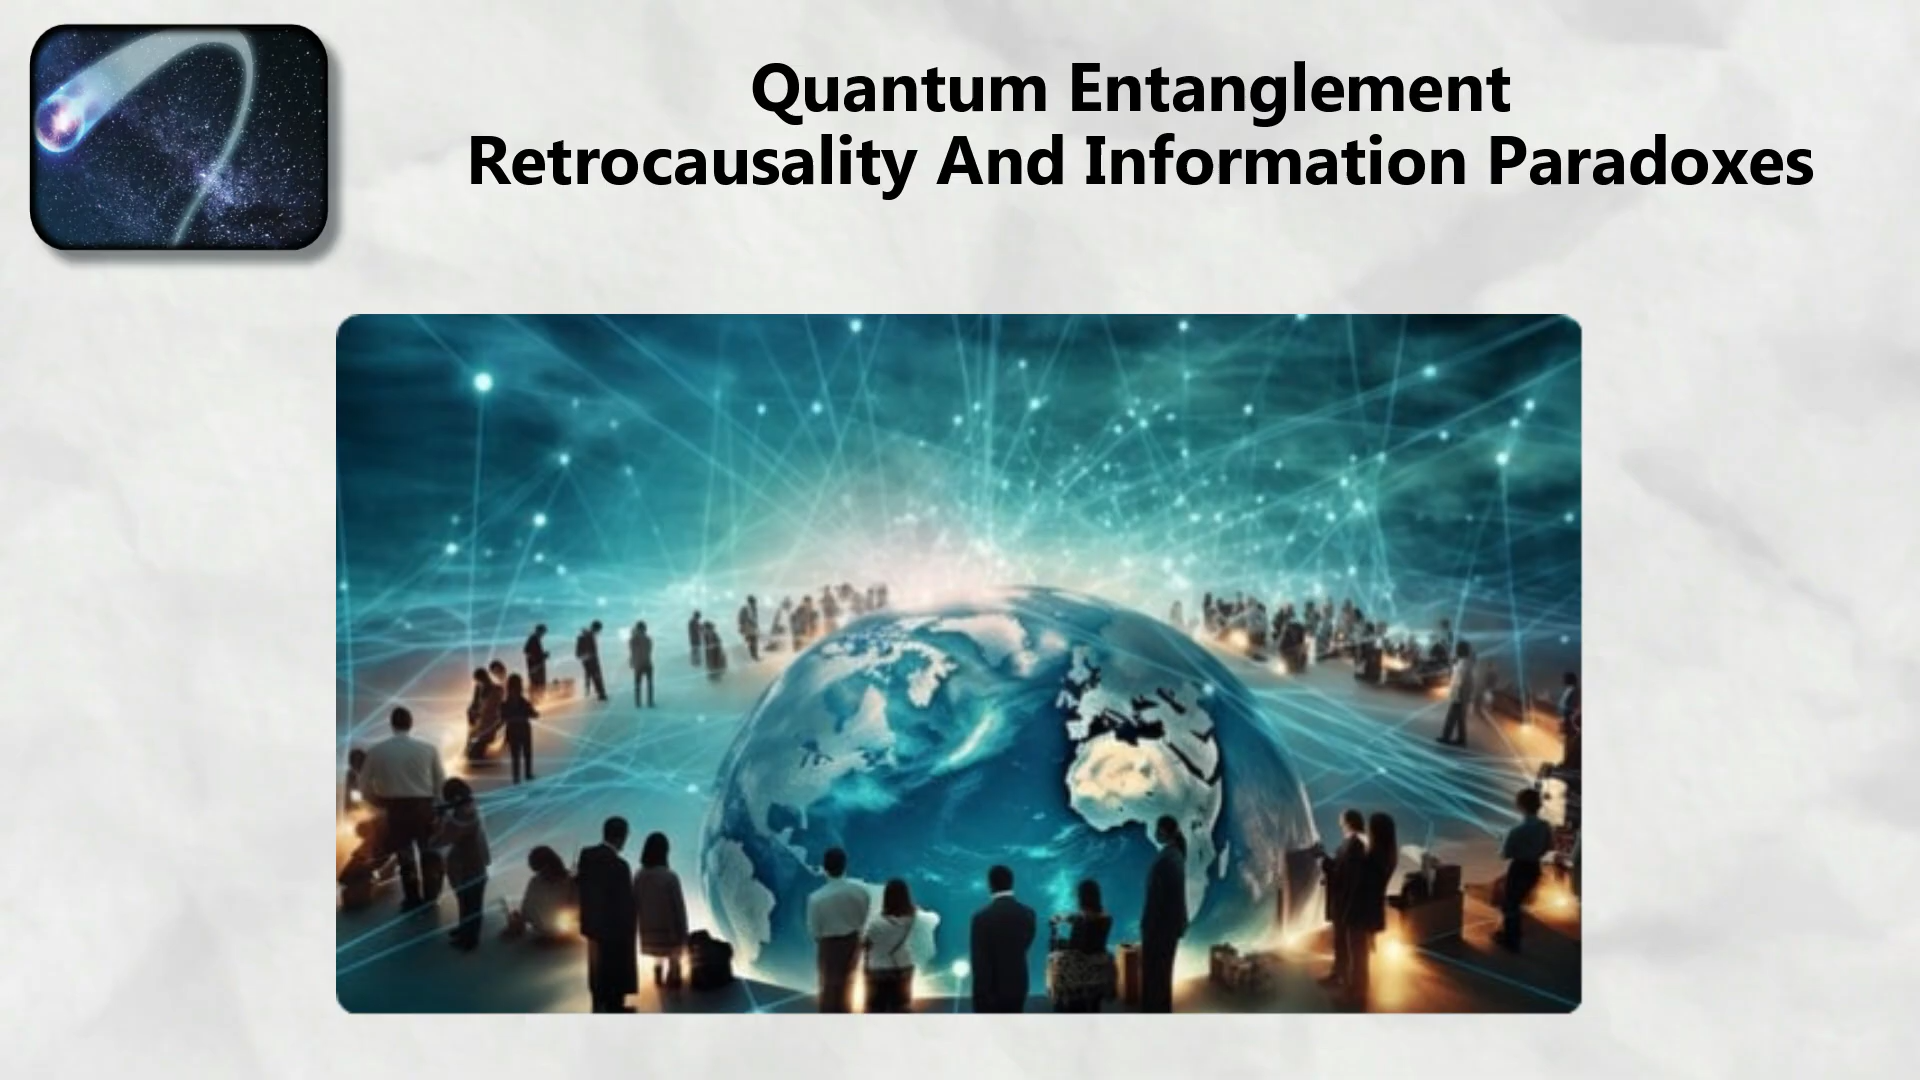 Quantum Entanglement
Retrocausality And Information Paradoxes